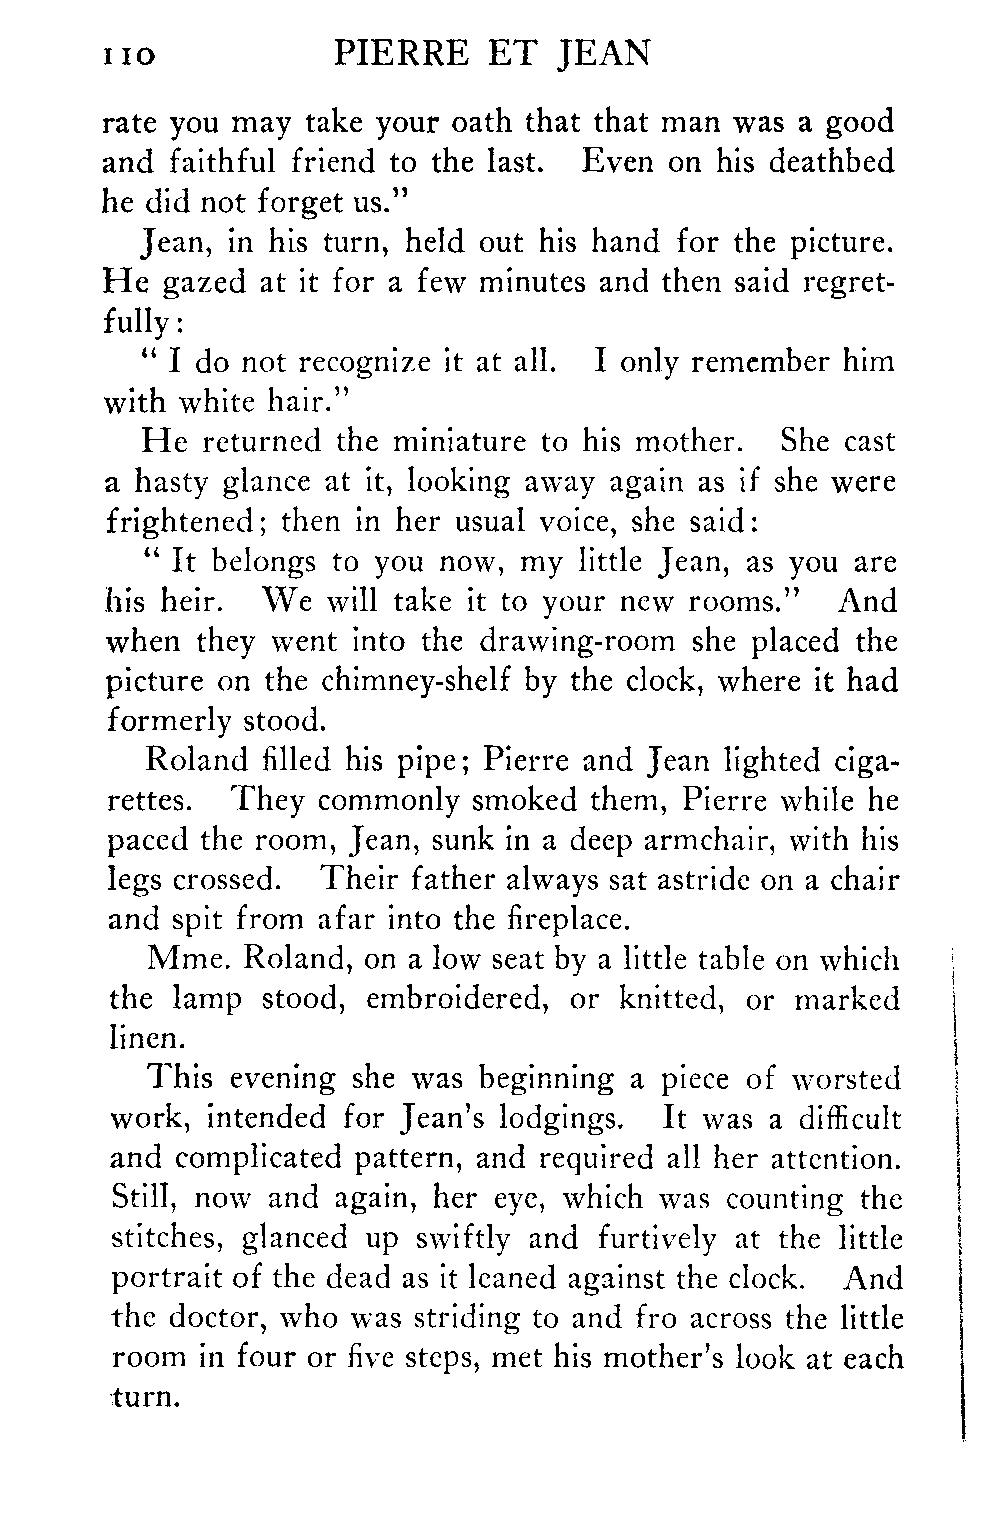 110 PIERRE ET JEAN
rate you may take your oath that that man was a good
and faithful friend to the last. Even on his deathbed
he did not forget us."
Jean, in his turn, held out his hand for the picture.
He gazed at it for a few minutes and then said regret-
fully:
" I do not recognize it at all. I only remember him
with white hair."
He returned the miniature to his mother. She cast
a hasty glance at it, looking away again as if she were
frightened; then in her usual voice, she said:
" It belongs to you now, my little Jean, as you are
his heir. We will take it to your new rooms." And
when they went into the drawing-room she placed the
picture on the chimney-shelf by the clock, where it had
formerly stood.
Roland filled his pipe; Pierre and Jean lighted ciga-
rettes. They commonly smoked them, Pierre while he
paced the room, Jean, sunk in a deep armchair, with his
legs crossed. Their father always sat astride on a chair
and spit from afar into the fireplace.
Mme. Roland, on a low seat by a little table on which
the lamp stood, embroidered, or knitted, or marked
linen.
This evening she was beginning a piece of worsted
work, intended for Jean's lodgings. It was a difficult
and complicated pattern, and required all her attention.
Still, now and again, her eye, which was counting the
stitches, glanced up swiftly and furtively at the little
portrait of the dead as it leaned against the clock. And
the doctor, who was striding to and fro across the little
room in four or five steps, met his mother's look at each
turn.